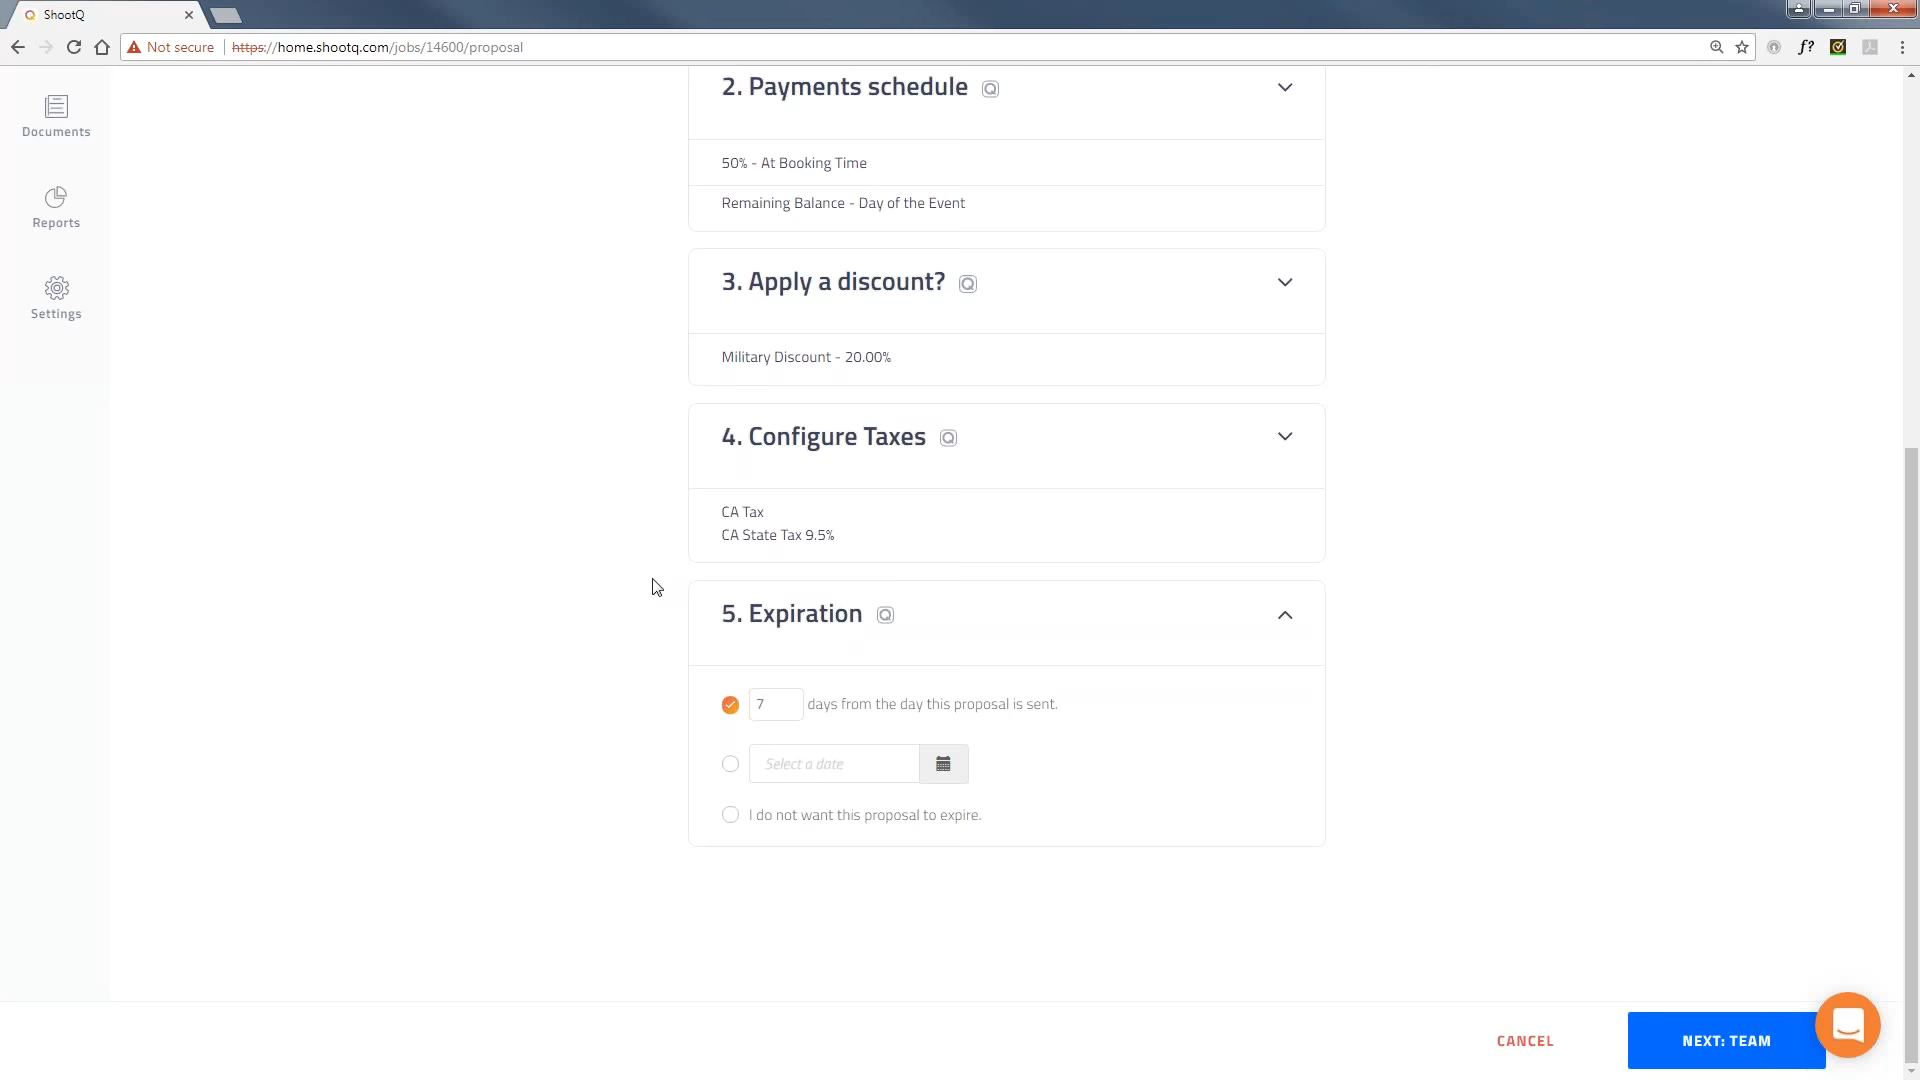 ShootQ
Not secure https://home.shootq.com/jobs/14600/proposal
Documents
Reports
Settings
2. Payments schedule
50% - At Booking Time
Remaining Balance - Day of the Event
3. Apply a discount?
Military Discount - 20.00%
4. Configure Taxes
CA Tax
CA State Tax 9.5%
5. Expiration
7 days from the day this proposal is sent.
Select a date
I do not want this proposal to expire.
CANCEL
NEXT: TEAM